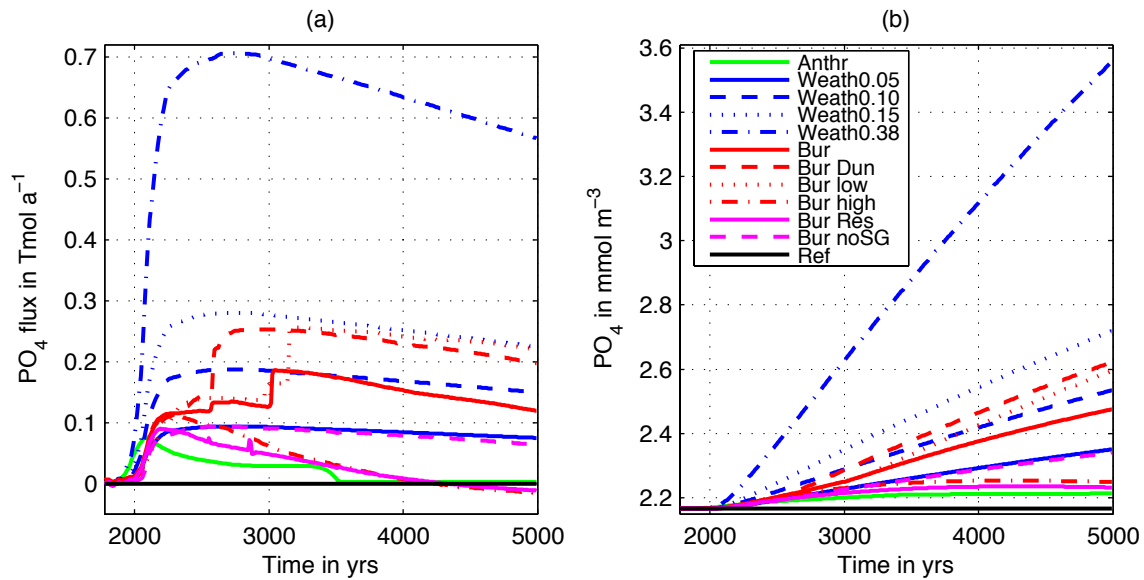 (a)
PO4 flux in Tmol a−1
0.7
0.6
0.5
0.4
0.3
0.2
0.1
0
2000 3000 4000 5000
Time in yrs
(b)
PO4 in mmol m−3
3.6
3.4
3.2
3
2.8
2.6
2.4
2.2
Anthr
Weath0.05
Weath0.10
Weath0.15
Weath0.38
Bur
Bur Dun
Bur low
Bur high
Bur Res
Bur noSG
Ref
2000 3000 4000 5000
Time in yrs